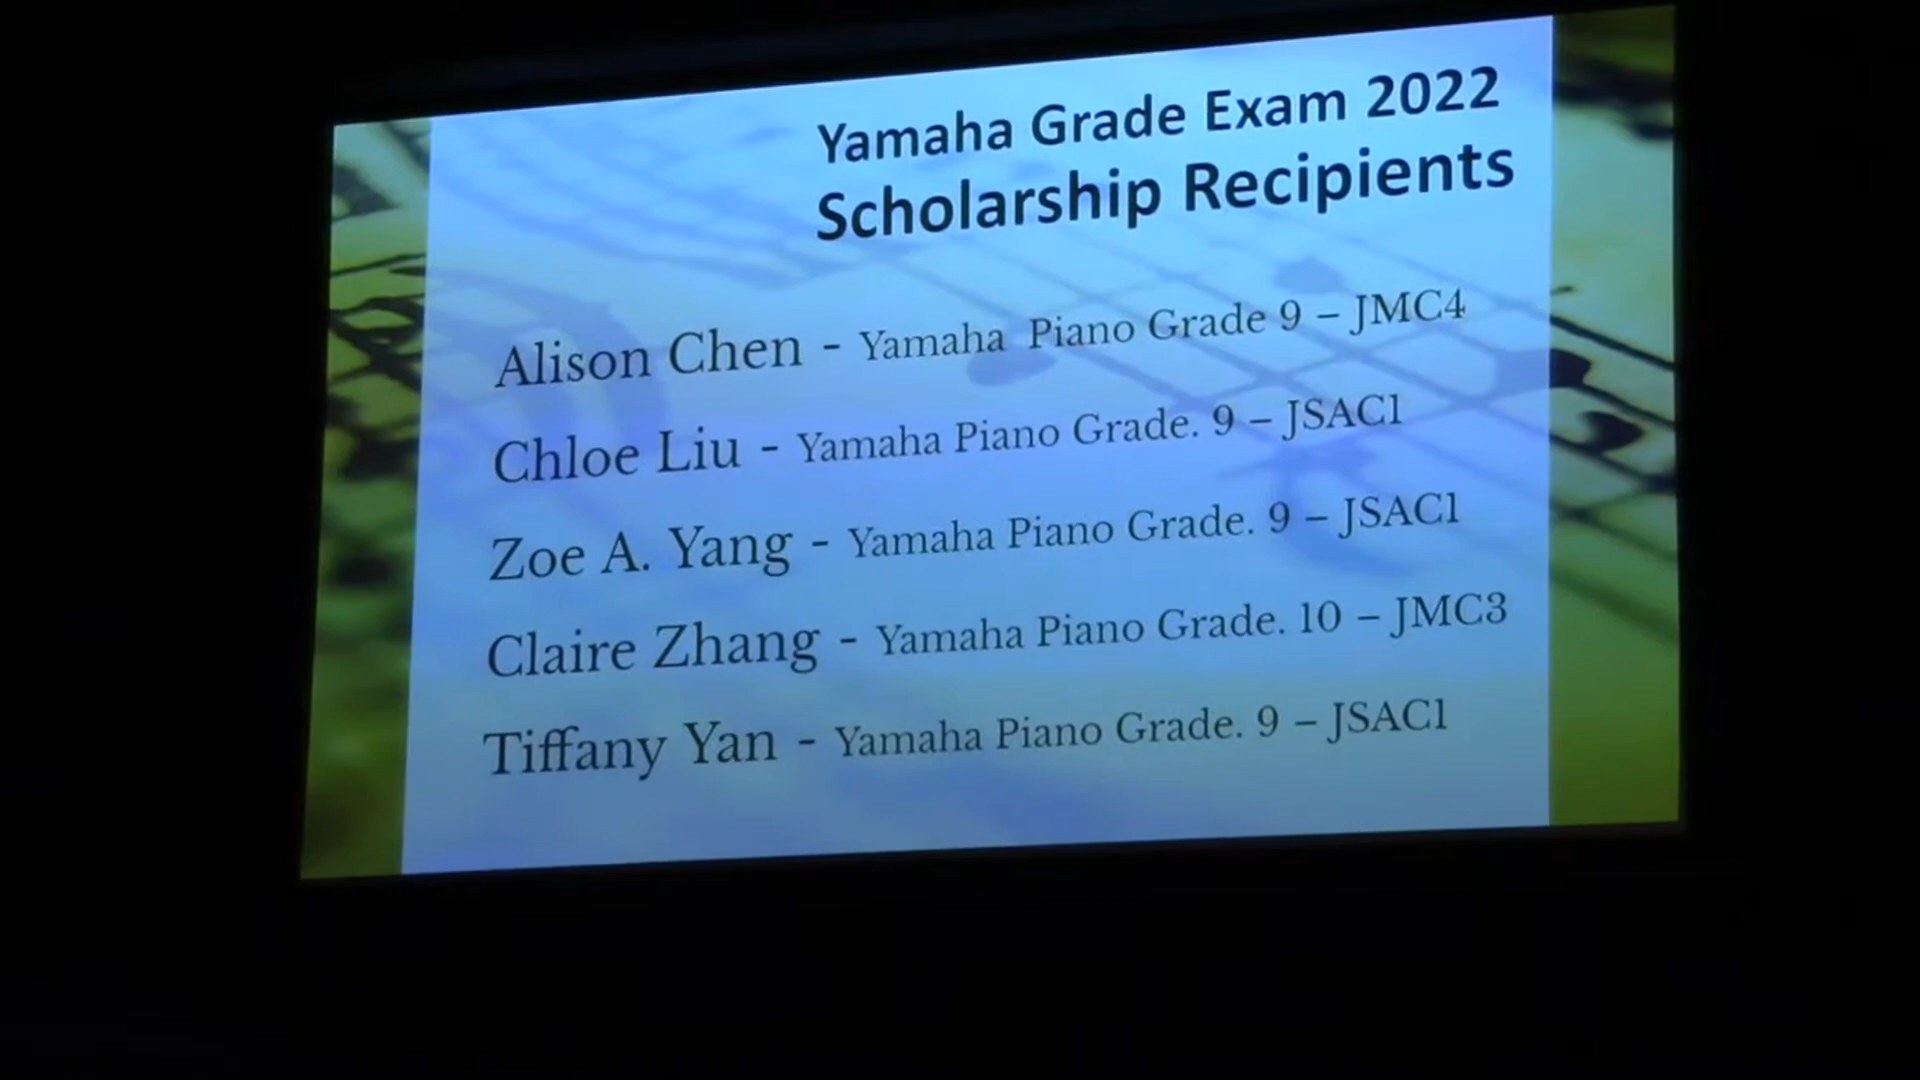 Yamaha Grade Exam 2022
Scholarship Recipients
Alison Chen - Yamaha Piano Grade 9 – JMC4
Chloe Liu - Yamaha Piano Grade. 9 – JSAC1
Zoe A. Yang - Yamaha Piano Grade. 9 – JSAC1
Claire Zhang - Yamaha Piano Grade. 10 – JMC3
Tiffany Yan - Yamaha Piano Grade. 9 – JSAC1